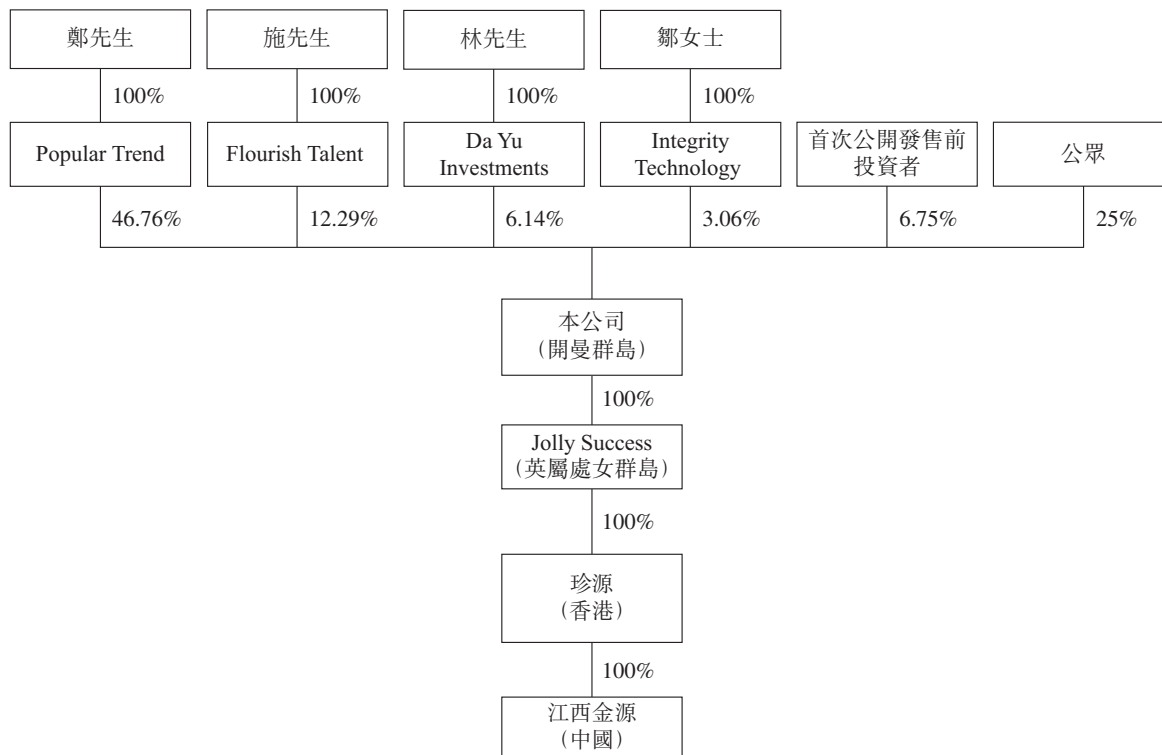 鄭先生
施先生
林先生
鄒女士
100%
100%
100%
100%
Popular Trend
Flourish Talent
Da Yu
Investments
Integrity
Technology
首次公開發售前
投資者
公眾
46.76%
12.29%
6.14%
3.06%
6.75%
25%
本公司
（開曼群島）
100%
Jolly Success
（英屬處女群島）
100%
珍源
（香港）
100%
江西金源
（中國）